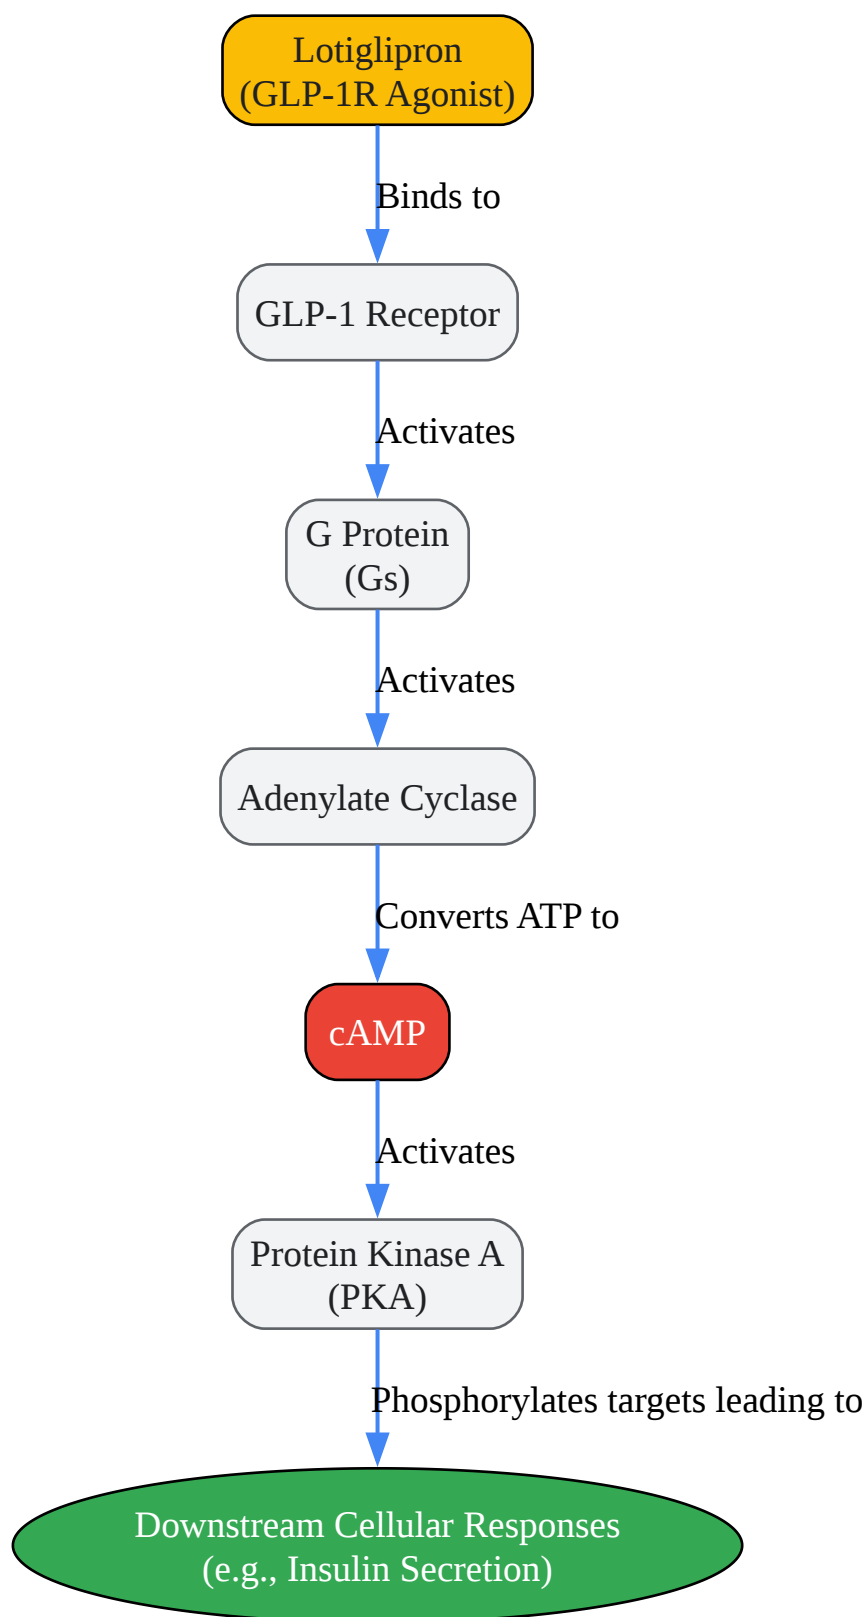 Lotiglipron
(GLP-1R Agonist)
Binds to
GLP-1 Receptor
Activates
G Protein
(Gs)
Activates
Adenylate Cyclase
Converts ATP to
cAMP
Activates
Protein Kinase A
(PKA)
Phosphorylates targets leading to
Downstream Cellular Responses
(e.g., Insulin Secretion)